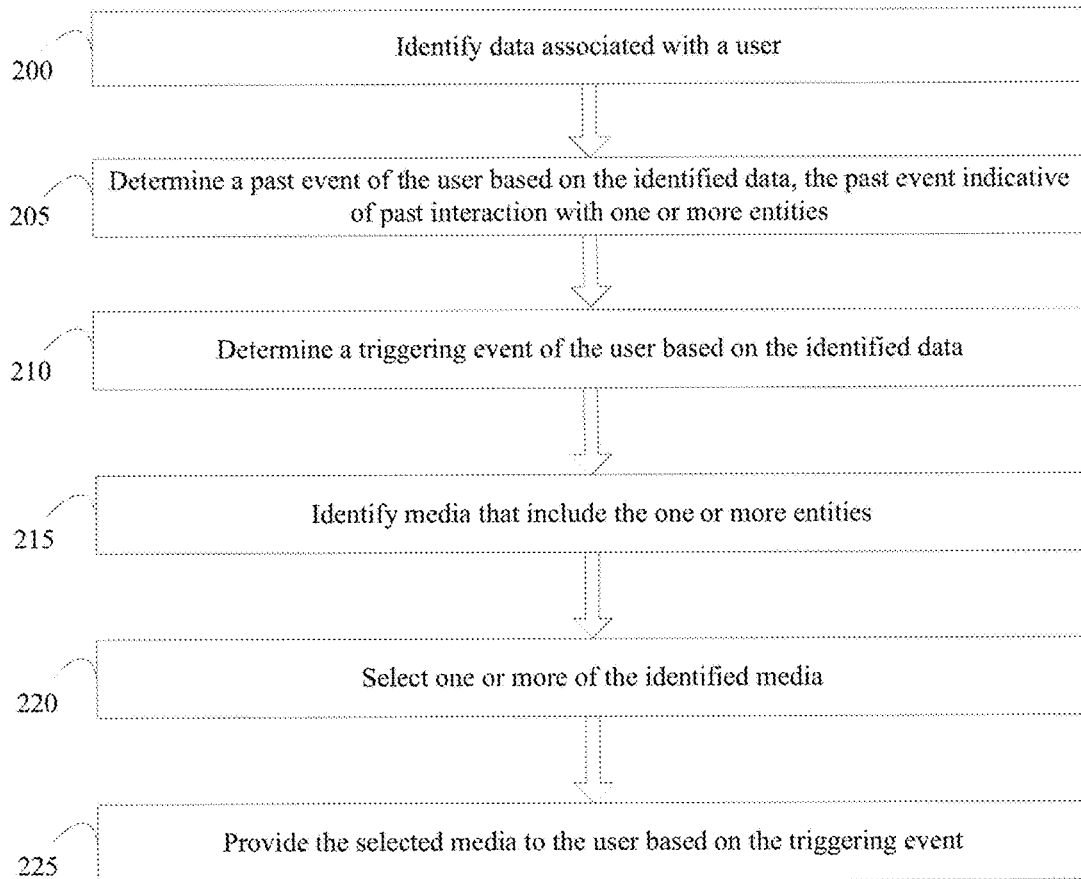 Identify data associated with a user
200
Determine a past event of the user based on the identified data, the past event indicative
of past interaction with one or more entities
205
Determine a triggering event of the user based on the identified data
210
Identify media that include the one or more entities
215
Select one or more of the identified media
220
Provide the selected media to the user based on the triggering event
225